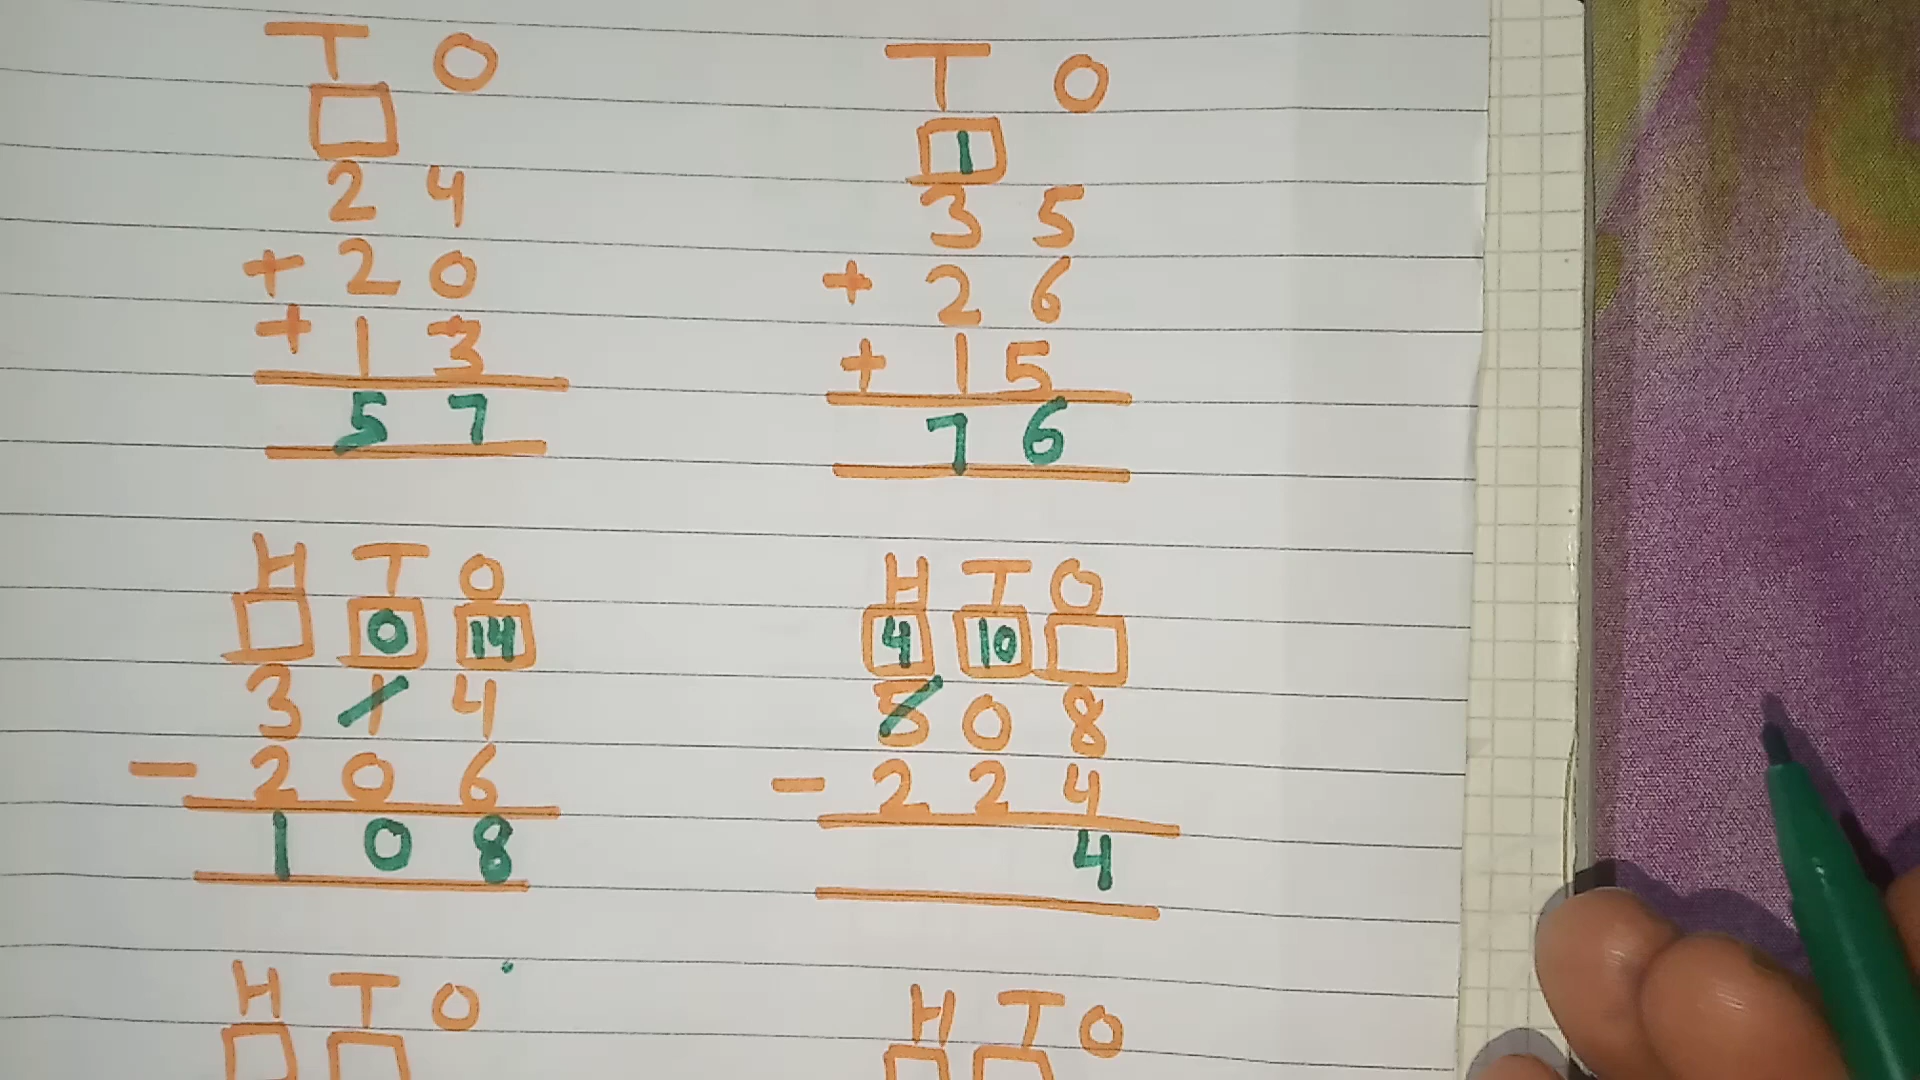 T O
2 4
+ 2 0
+ 1 3
5 7
T O
1
3 5
+ 2 6
+ 1 5
7 6
H T O
0 14
3 1 4
- 2 0 6
1 0 8
H T O
4 10
5 0 8
- 2 2 4
4
H T O
H T O